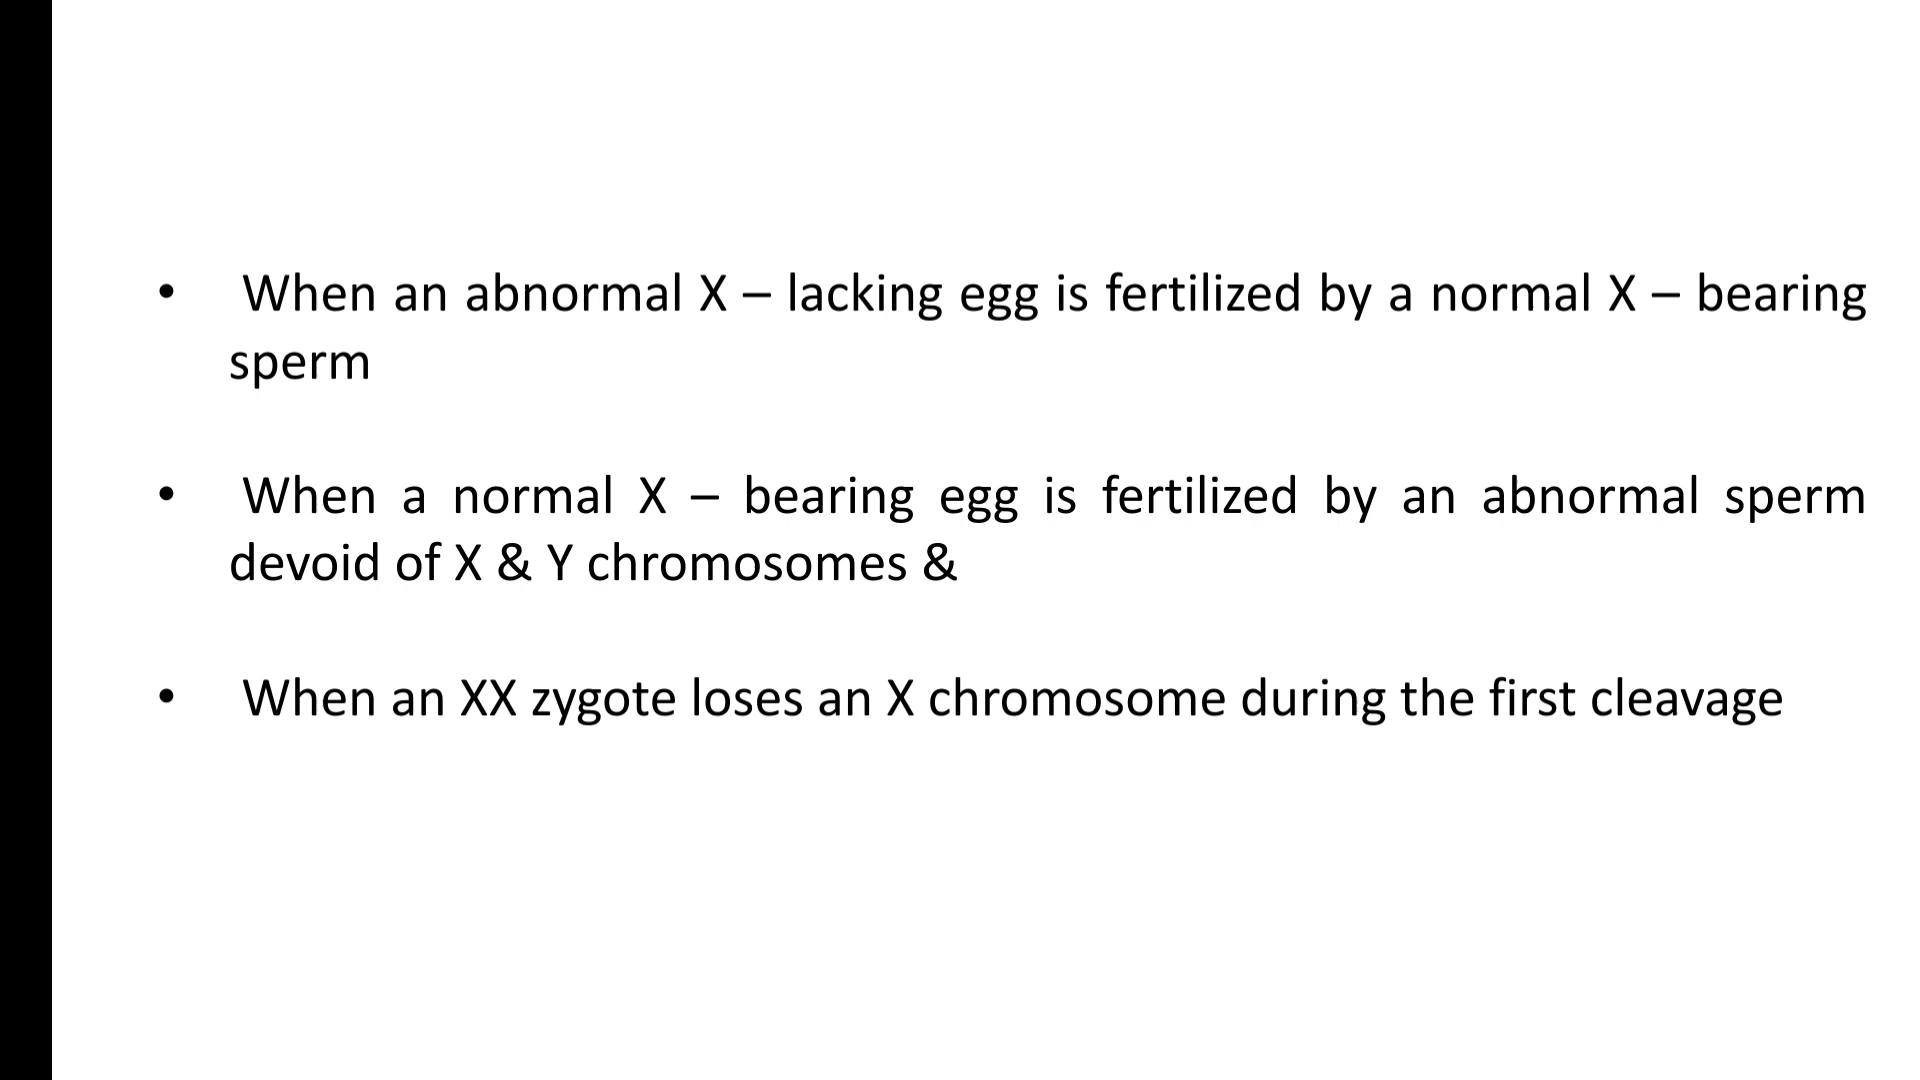 • When an abnormal X – lacking egg is fertilized by a normal X – bearing
sperm
• When a normal X – bearing egg is fertilized by an abnormal sperm
devoid of X & Y chromosomes &
• When an XX zygote loses an X chromosome during the first cleavage